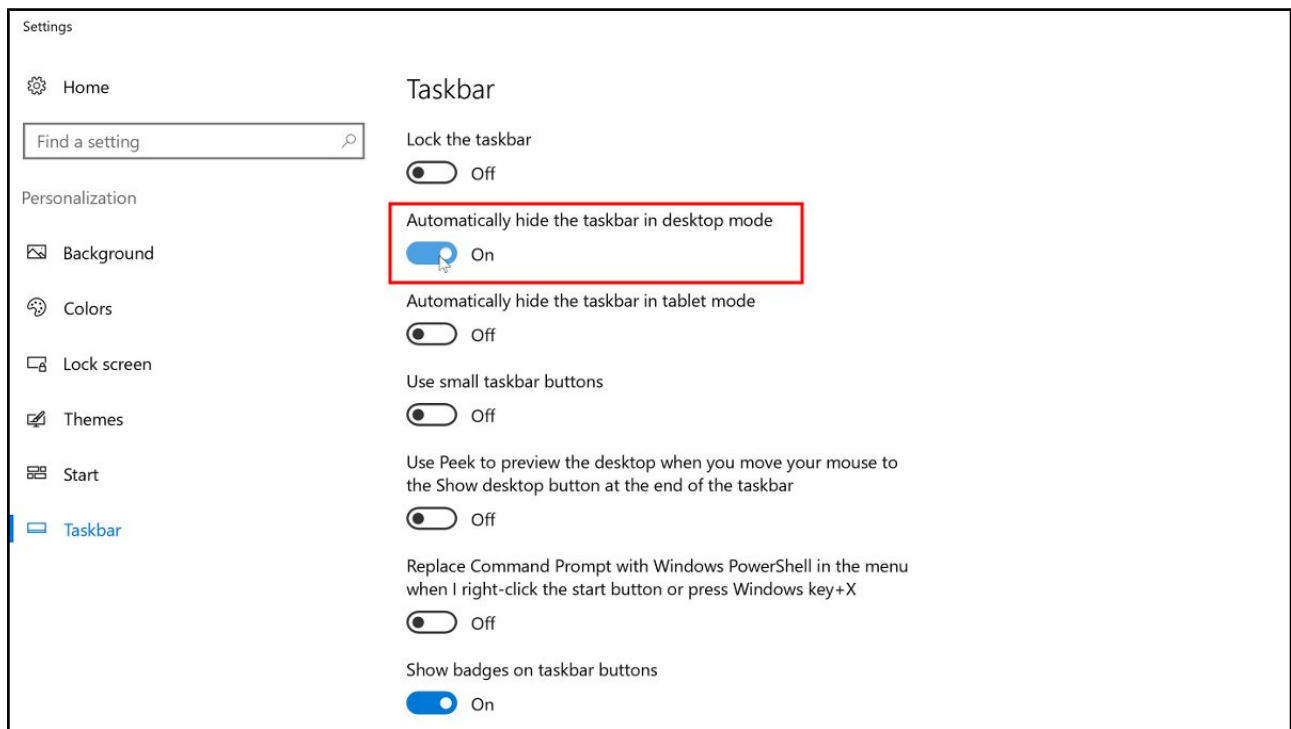 Settings
Home
Find a setting
Personalization
Background
Colors
Lock screen
Themes
Start
Taskbar
Taskbar
Lock the taskbar
Off
Automatically hide the taskbar in desktop mode
On
Automatically hide the taskbar in tablet mode
Off
Use small taskbar buttons
Off
Use Peek to preview the desktop when you move your mouse to
the Show desktop button at the end of the taskbar
Off
Replace Command Prompt with Windows PowerShell in the menu
when I right-click the start button or press Windows key+X
Off
Show badges on taskbar buttons
On